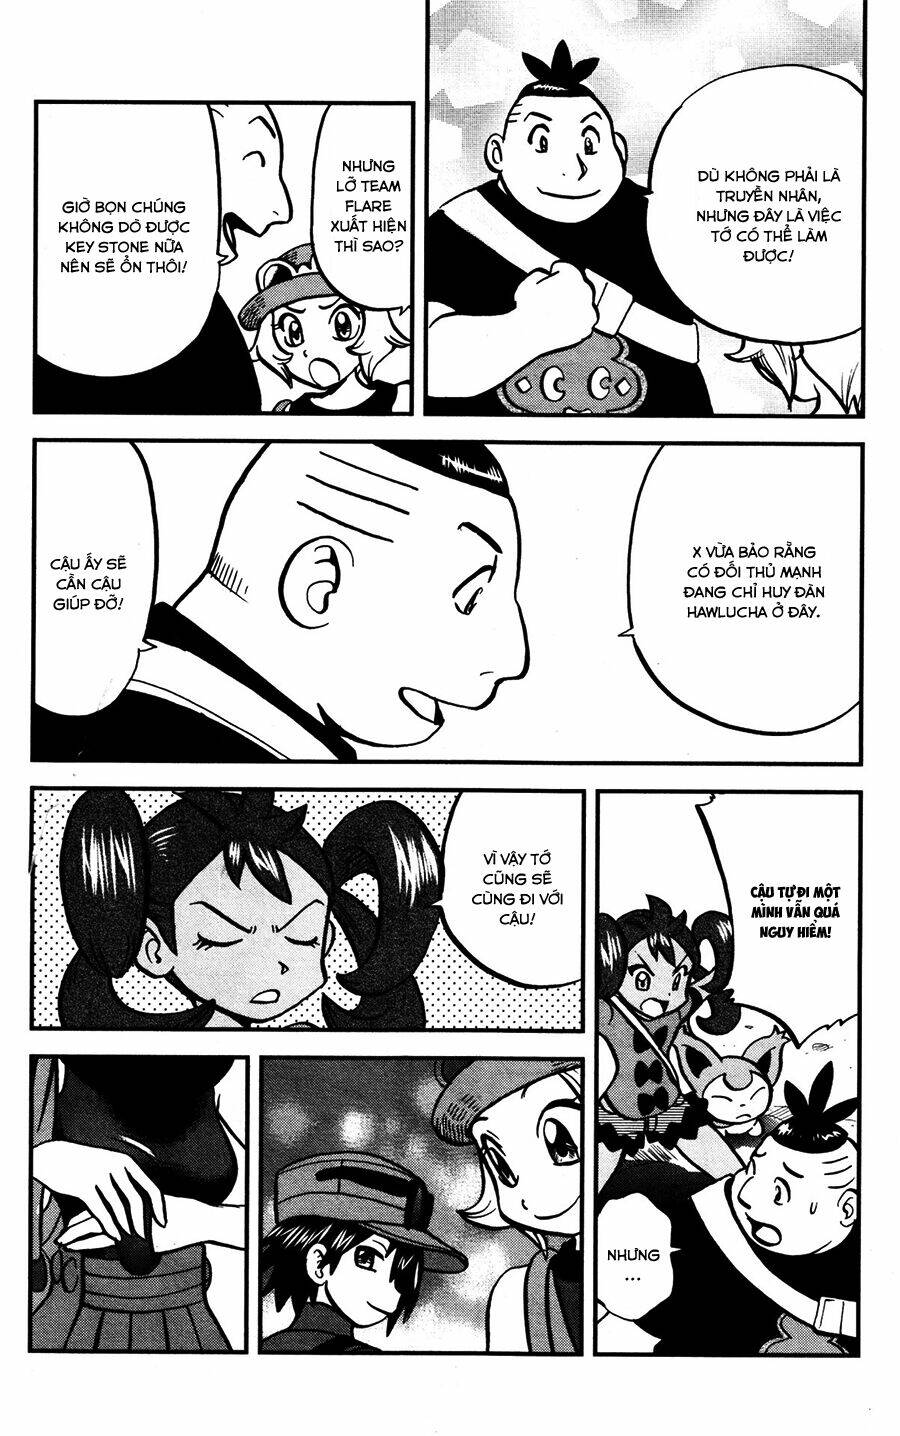 DÙ KHÔNG PHẢI LÀ
TRUYỀN NHÂN,
NHƯNG ĐÂY LÀ VIỆC
TỚ CÓ THỂ LÀM
ĐƯỢC!
NHƯNG
LỠ TEAM
FLARE
XUẤT HIỆN
THÌ SAO?
GIỜ BỌN CHÚNG
KHÔNG DÒ ĐƯỢC
KEY STONE NỮA
NÊN SẼ ỔN THÔI!
X VỪA BẢO RẰNG
CÓ ĐỐI THỦ MẠNH
ĐANG CHỈ HUY ĐÀN
HAWLUCHA Ở ĐÂY.
CẬU ẤY SẼ
CẦN CẬU
GIÚP ĐỠ!
CẬU TỰ ĐI MỘT
MÌNH VẪN QUÁ
NGUY HIỂM!
NHƯNG
...
VÌ VẬY TỚ
CŨNG SẼ
CÙNG ĐI VỚI
CẬU!